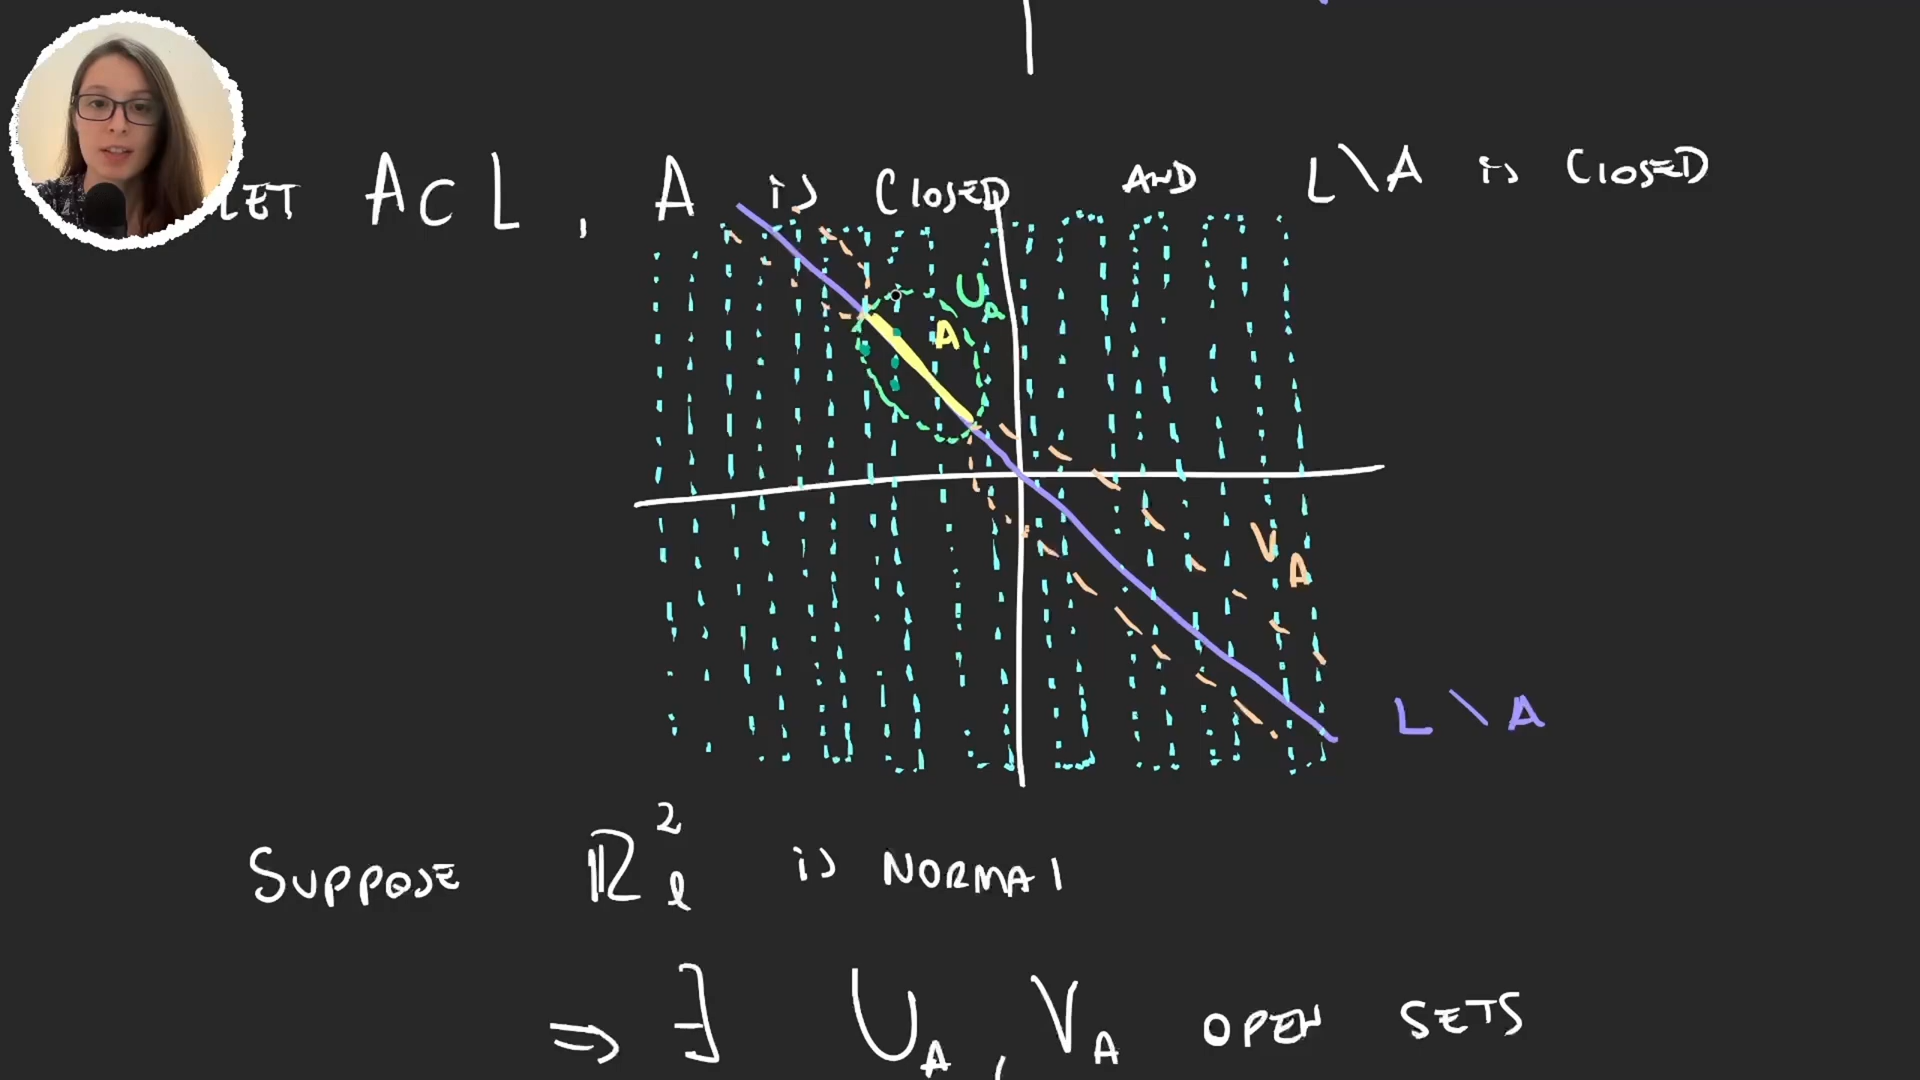 LET A ⊂ L , A is CLOSED AND L\A is CLOSED
U_A
A
V_A
L \ A
SUPPOSE ℝ²_ℓ is NORMAL
⇒ ∃ U_A , V_A OPEN SETS